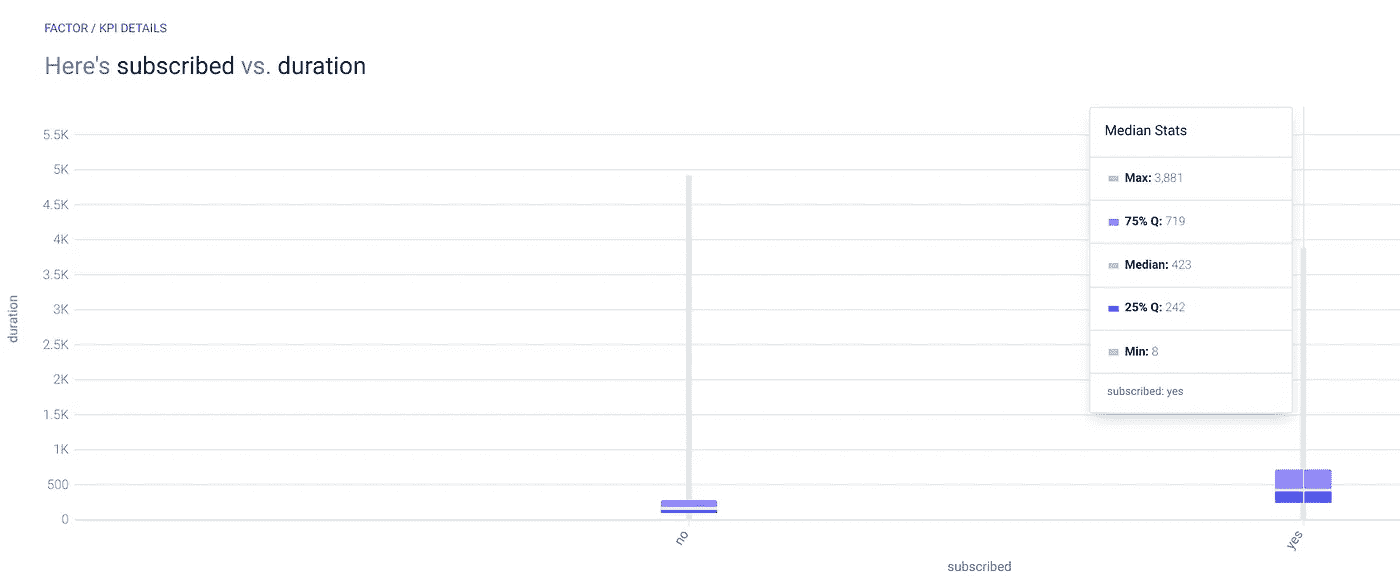 FACTOR / KPI DETAILS
Here's subscribed vs. duration
Median Stats
Max: 3,881
75% Q: 719
Median: 423
25% Q: 242
Min: 8
subscribed: yes
5.5K
5K
4.5K
4K
3.5K
3K
2.5K
2K
1.5K
1K
500
0
duration
no
yes
subscribed